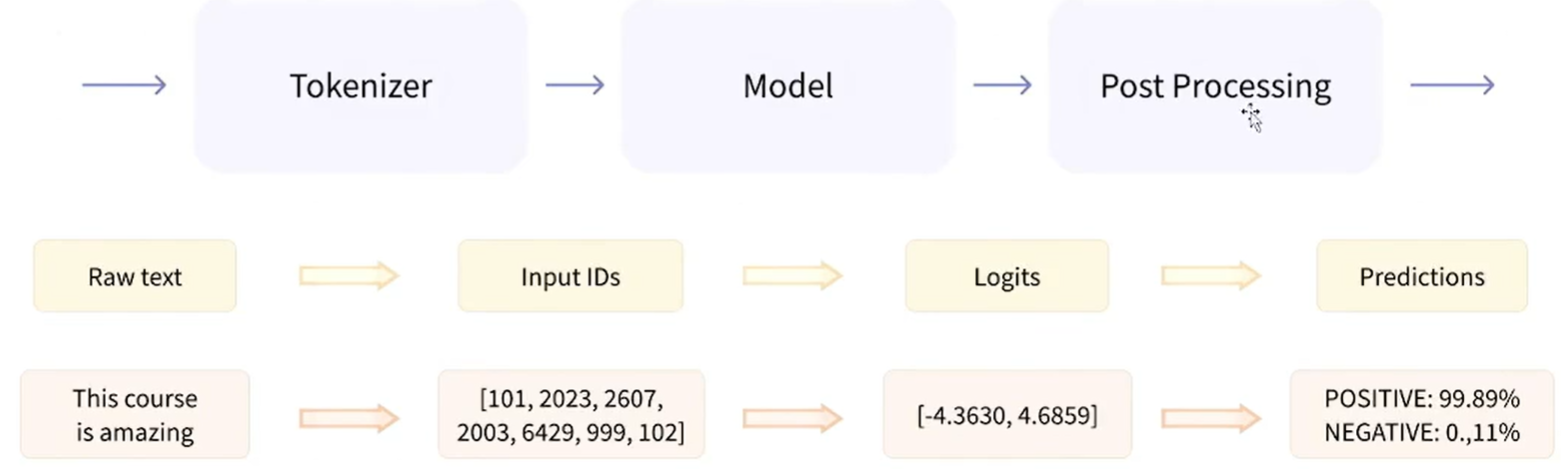 Tokenizer
Model
Post Processing
Raw text
Input IDs
Logits
Predictions
This course
is amazing
[101, 2023, 2607,
2003, 6429, 999, 102]
[-4.3630, 4.6859]
POSITIVE: 99.89%
NEGATIVE: 0.,11%